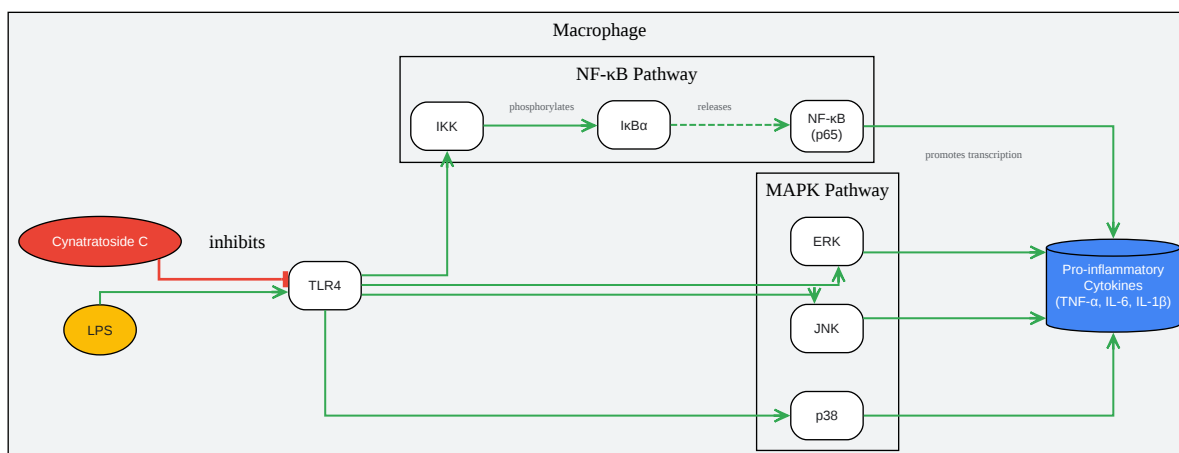 Macrophage
NF-κB Pathway
phosphorylates
releases
IKK
IκBα
NF-κB
(p65)
promotes transcription
MAPK Pathway
Cynatratoside C
inhibits
ERK
Pro-inflammatory
Cytokines
(TNF-α, IL-6, IL-1β)
TLR4
LPS
JNK
p38